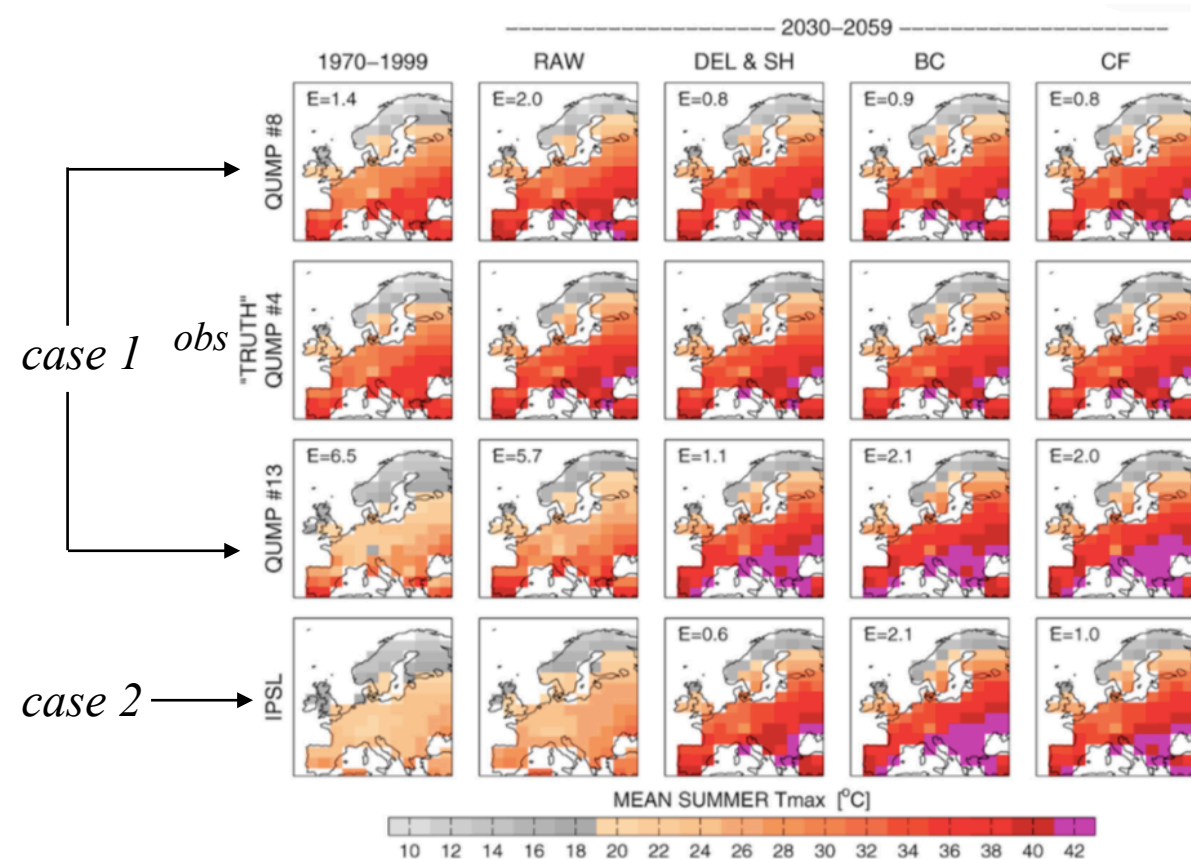 2030–2059
1970–1999 RAW DEL & SH BC CF
QUMP #8
E=1.4 E=2.0 E=0.8 E=0.9 E=0.8
case 1
obs
"TRUTH"
QUMP #4
QUMP #13
E=6.5 E=5.7 E=1.1 E=2.1 E=2.0
case 2
IPSL
E=0.6 E=2.1 E=1.0
MEAN SUMMER Tmax [°C]
10 12 14 16 18 20 22 24 26 28 30 32 34 36 38 40 42